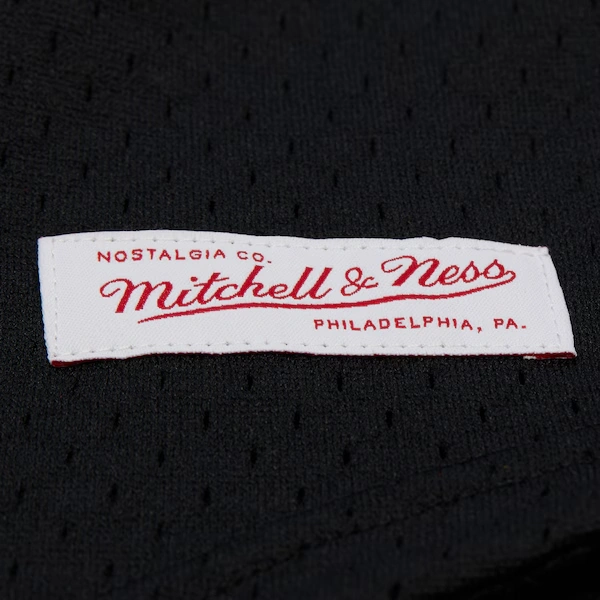 NOSTALGIA CO.
Mitchell & Ness
PHILADELPHIA, PA.